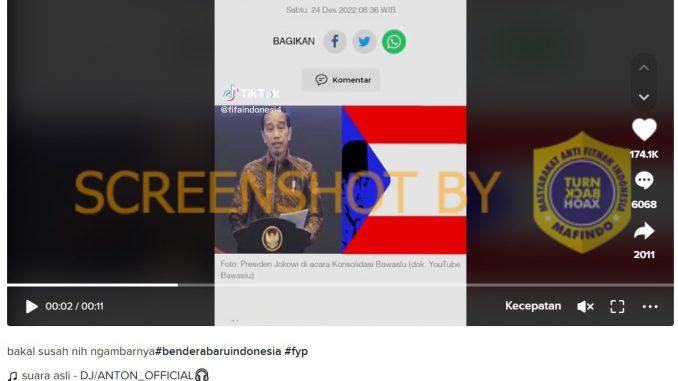 Sabtu, 24 Des 2022 08:36 WIB
BAGIKAN
Komentar
TikTok
@fifaindonesi4
SCREENSHOT BY
MASYARAKAT ANTI FITNAH INDONESIA
TURN
BACK
HOAX
MAFINDO
174.1K
6068
2011
Foto: Presiden Jokowi di acara Konsolidasi Bawaslu (dok. YouTube
Bawaslu)
00:02 / 00:11
Kecepatan
bakal susah nih ngambarnya#benderabaruindonesia #fyp
suara asli - DJ/ANTON_OFFICIAL